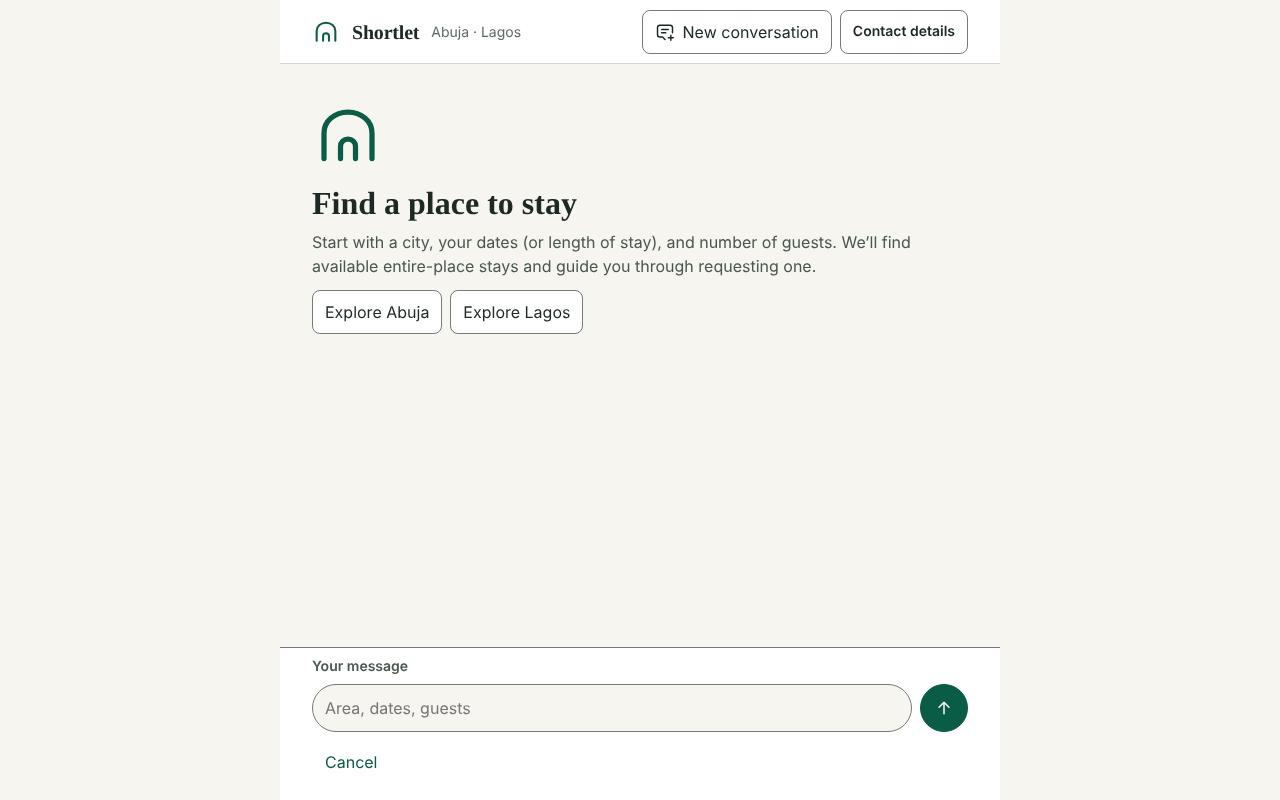 Shortlet Abuja · Lagos New conversation Contact details
Find a place to stay
Start with a city, your dates (or length of stay), and number of guests. We’ll find
available entire-place stays and guide you through requesting one.
Explore Abuja Explore Lagos
Your message
Area, dates, guests
Cancel